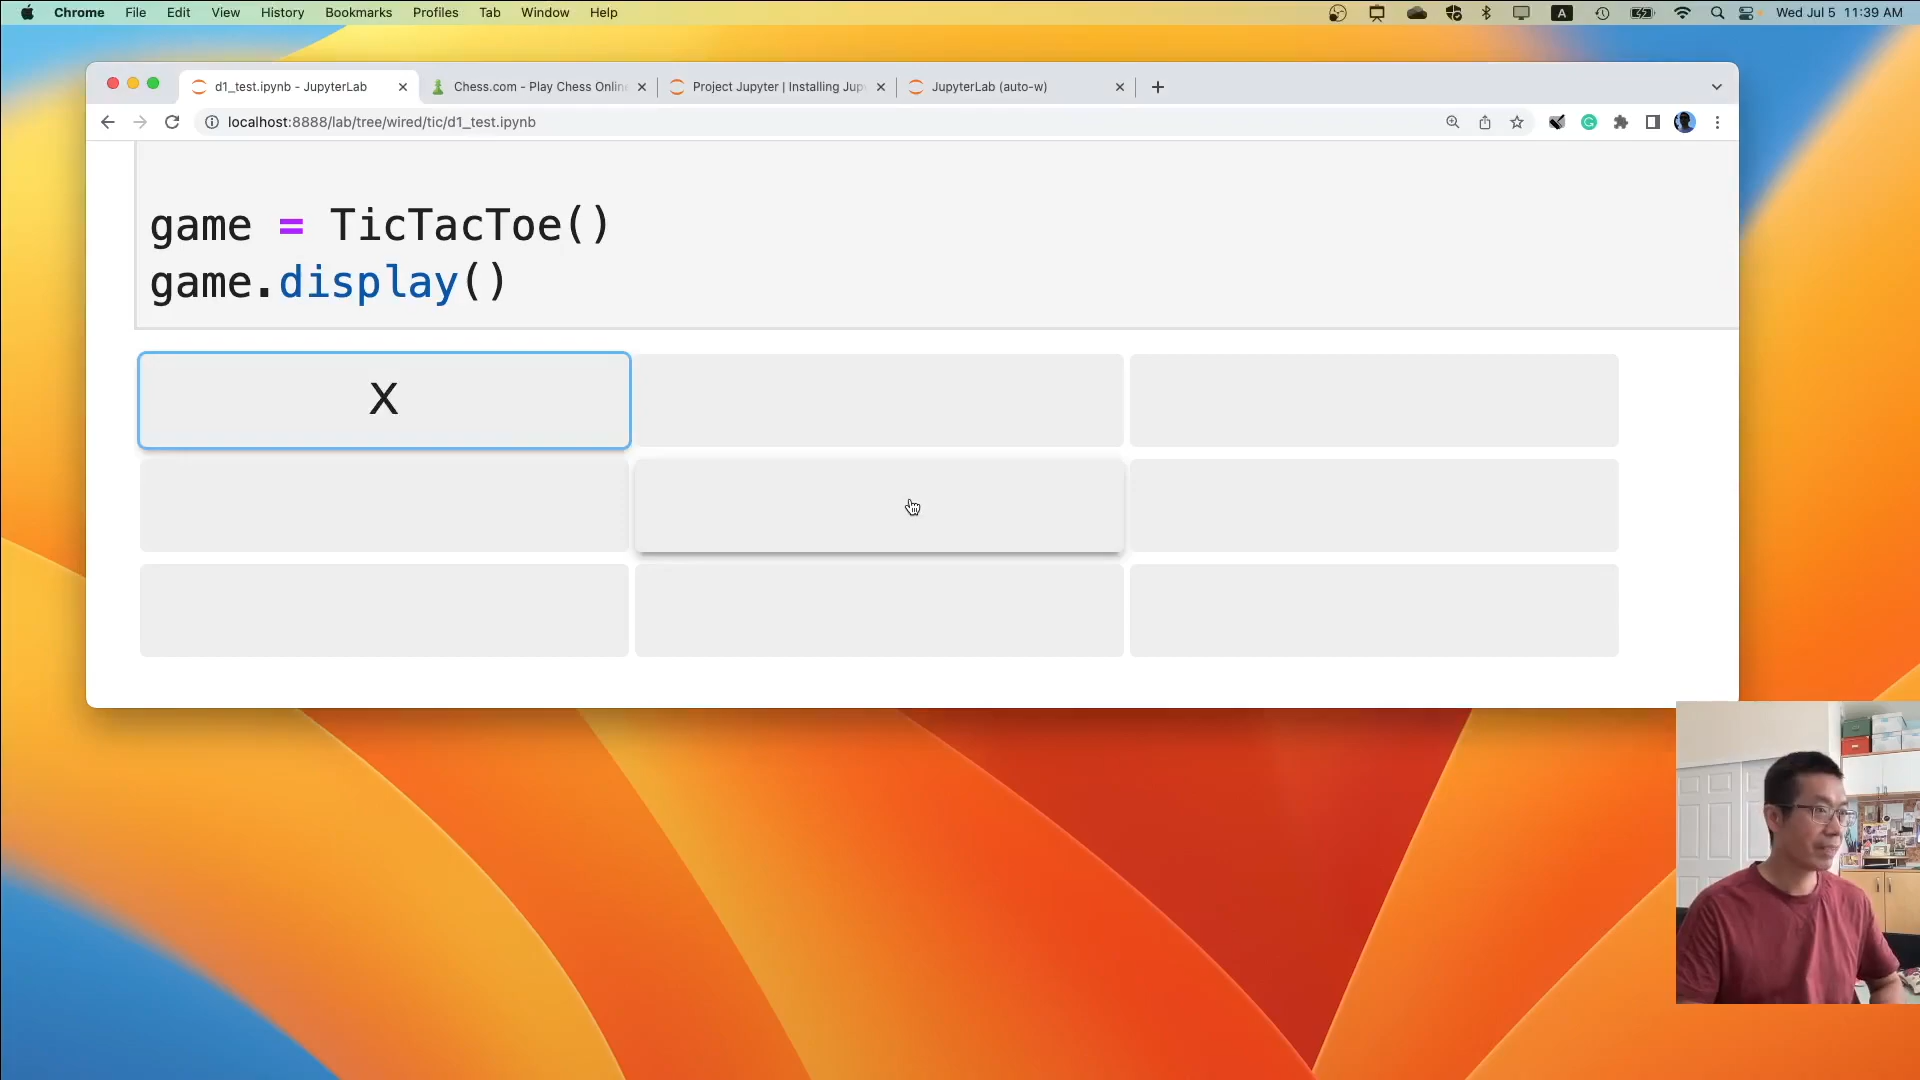 Chrome File Edit View History Bookmarks Profiles Tab Window Help A Wed Jul 5 11:39 AM
d1_test.ipynb - JupyterLab Chess.com - Play Chess Onlin Project Jupyter | Installing Jup JupyterLab (auto-w)
localhost:8888/lab/tree/wired/tic/d1_test.ipynb
game = TicTacToe()
game.display()
X